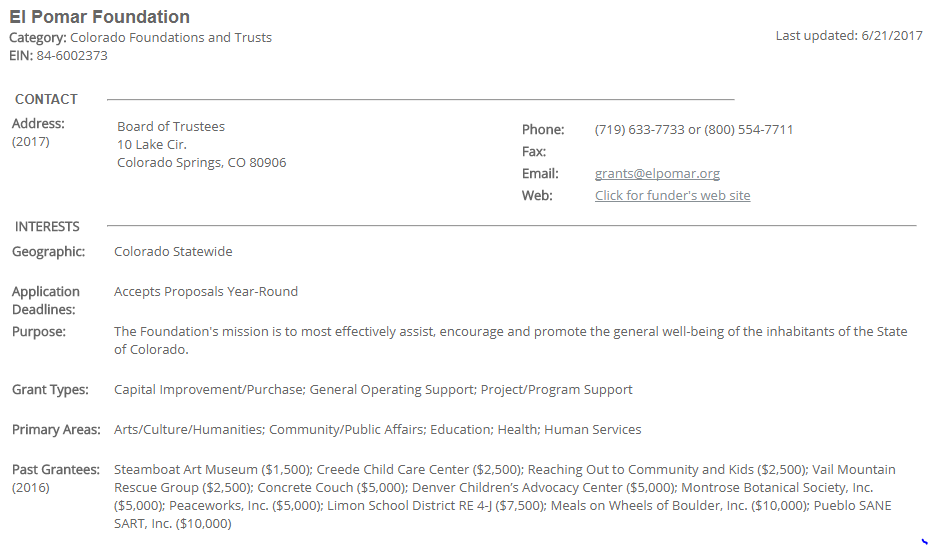 El Pomar Foundation
Category: Colorado Foundations and Trusts
Last updated: 6/21/2017
EIN: 84-6002373
CONTACT
Address:
(2017)
Board of Trustees
10 Lake Cir.
Colorado Springs, CO 80906
Phone: (719) 633-7733 or (800) 554-7711
Fax:
Email: grants@elpomar.org
Web: Click for funder's web site
INTERESTS
Geographic: Colorado Statewide
Application Accepts Proposals Year-Round
Deadlines:
Purpose: The Foundation's mission is to most effectively assist, encourage and promote the general well-being of the inhabitants of the State
of Colorado.
Grant Types: Capital Improvement/Purchase; General Operating Support; Project/Program Support
Primary Areas: Arts/Culture/Humanities; Community/Public Affairs; Education; Health; Human Services
Past Grantees: Steamboat Art Museum ($1,500); Creede Child Care Center ($2,500); Reaching Out to Community and Kids ($2,500); Vail Mountain
(2016) Rescue Group ($2,500); Concrete Couch ($5,000); Denver Children's Advocacy Center ($5,000); Montrose Botanical Society, Inc.
($5,000); Peaceworks, Inc. ($5,000); Limon School District RE 4-J ($7,500); Meals on Wheels of Boulder, Inc. ($10,000); Pueblo SANE
SART, Inc. ($10,000)